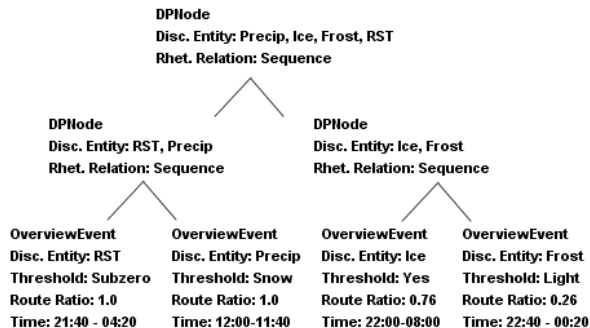 DPNode
Disc. Entity: Precip, Ice, Frost, RST
Rhet. Relation: Sequence
DPNode
Disc. Entity: RST, Precip
Rhet. Relation: Sequence
DPNode
Disc. Entity: Ice, Frost
Rhet. Relation: Sequence
OverviewEvent
Disc. Entity: RST
Threshold: Subzero
Route Ratio: 1.0
Time: 21:40 - 04:20
OverviewEvent
Disc. Entity: Precip
Threshold: Snow
Route Ratio: 1.0
Time: 12:00-11:40
OverviewEvent
Disc. Entity: Ice
Threshold: Yes
Route Ratio: 0.76
Time: 22:00-08:00
OverviewEvent
Disc. Entity: Frost
Threshold: Light
Route Ratio: 0.26
Time: 22:40 - 00:20